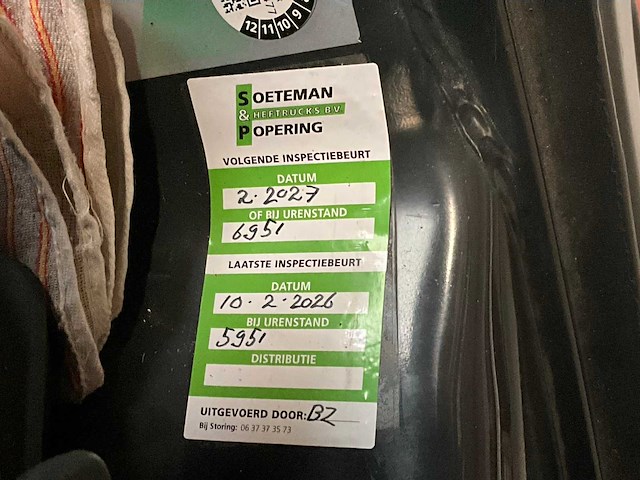 12 11 10 9
SOETEMAN
& HEFTRUCKS B.V.
POPERING
VOLGENDE INSPECTIEBEURT
DATUM
2·2027
OF BIJ URENSTAND
6951
LAATSTE INSPECTIEBEURT
DATUM
10·2·2026
BIJ URENSTAND
5951
DISTRIBUTIE
UITGEVOERD DOOR: BZ
Bij Storing: 06 37 37 35 73